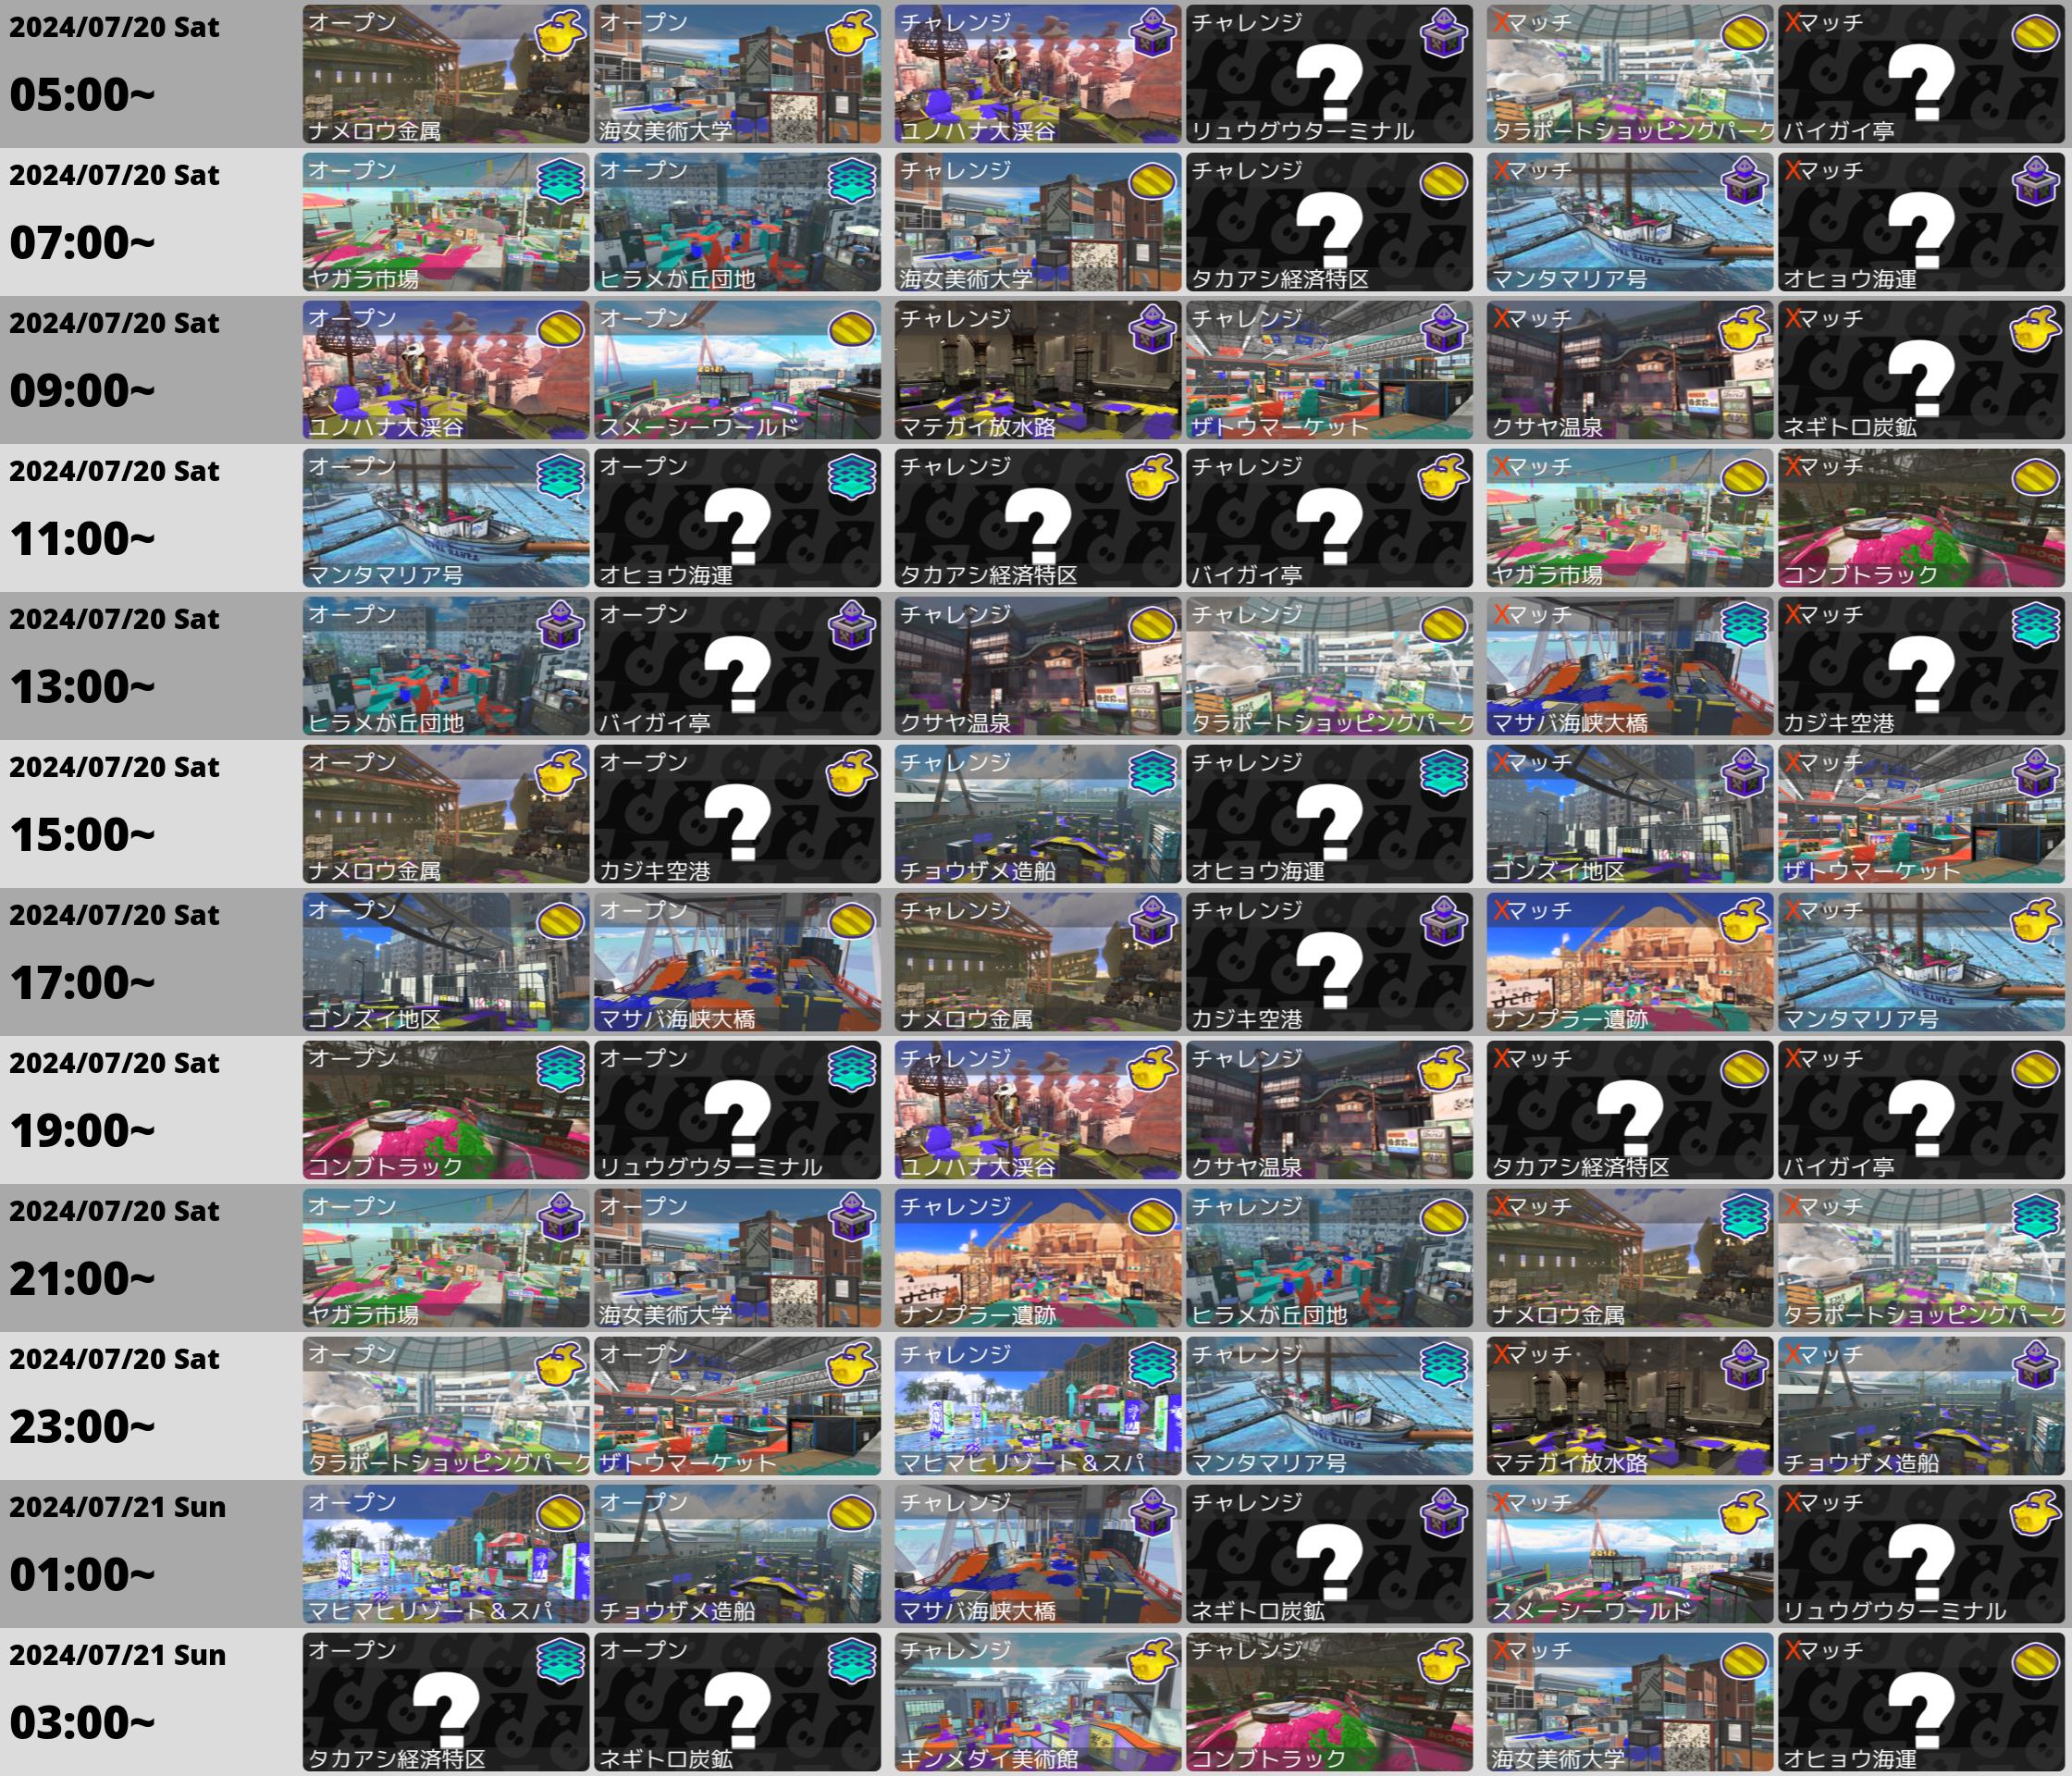 2024/07/20 Sat
05:00~
オープン
ナメロウ金属
オープン
海女美術大学
チャレンジ
ユノハナ大渓谷
チャレンジ
リュウグウターミナル
Xマッチ
タラポートショッピングパーク
Xマッチ
バイガイ亭
2024/07/20 Sat
07:00~
オープン
ヤガラ市場
オープン
ヒラメが丘団地
チャレンジ
海女美術大学
チャレンジ
タカアシ経済特区
Xマッチ
マンタマリア号
Xマッチ
オヒョウ海運
2024/07/20 Sat
09:00~
オープン
ユノハナ大渓谷
オープン
スメーシーワールド
チャレンジ
マテガイ放水路
チャレンジ
ザトウマーケット
Xマッチ
クサヤ温泉
Xマッチ
ネギトロ炭鉱
2024/07/20 Sat
11:00~
オープン
マンタマリア号
オープン
オヒョウ海運
チャレンジ
タカアシ経済特区
チャレンジ
バイガイ亭
Xマッチ
ヤガラ市場
Xマッチ
コンブトラック
2024/07/20 Sat
13:00~
オープン
ヒラメが丘団地
オープン
バイガイ亭
チャレンジ
クサヤ温泉
チャレンジ
タラポートショッピングパーク
Xマッチ
マサバ海峡大橋
Xマッチ
カジキ空港
2024/07/20 Sat
15:00~
オープン
ナメロウ金属
オープン
カジキ空港
チャレンジ
チョウザメ造船
チャレンジ
オヒョウ海運
Xマッチ
ゴンズイ地区
Xマッチ
ザトウマーケット
2024/07/20 Sat
17:00~
オープン
ゴンズイ地区
オープン
マサバ海峡大橋
チャレンジ
ナメロウ金属
チャレンジ
カジキ空港
Xマッチ
ナンプラー遺跡
Xマッチ
マンタマリア号
2024/07/20 Sat
19:00~
オープン
コンブトラック
オープン
リュウグウターミナル
チャレンジ
ユノハナ大渓谷
チャレンジ
クサヤ温泉
Xマッチ
タカアシ経済特区
Xマッチ
バイガイ亭
2024/07/20 Sat
21:00~
オープン
ヤガラ市場
オープン
海女美術大学
チャレンジ
ナンプラー遺跡
チャレンジ
ヒラメが丘団地
Xマッチ
ナメロウ金属
Xマッチ
タラポートショッピングパーク
2024/07/20 Sat
23:00~
オープン
タラポートショッピングパーク
オープン
ザトウマーケット
チャレンジ
マヒマヒリゾート＆スパ
チャレンジ
マンタマリア号
Xマッチ
マテガイ放水路
Xマッチ
チョウザメ造船
2024/07/21 Sun
01:00~
オープン
マヒマヒリゾート＆スパ
オープン
チョウザメ造船
チャレンジ
マサバ海峡大橋
チャレンジ
ネギトロ炭鉱
Xマッチ
スメーシーワールド
Xマッチ
リュウグウターミナル
2024/07/21 Sun
03:00~
オープン
タカアシ経済特区
オープン
ネギトロ炭鉱
チャレンジ
キンメダイ美術館
チャレンジ
コンブトラック
Xマッチ
海女美術大学
Xマッチ
オヒョウ海運